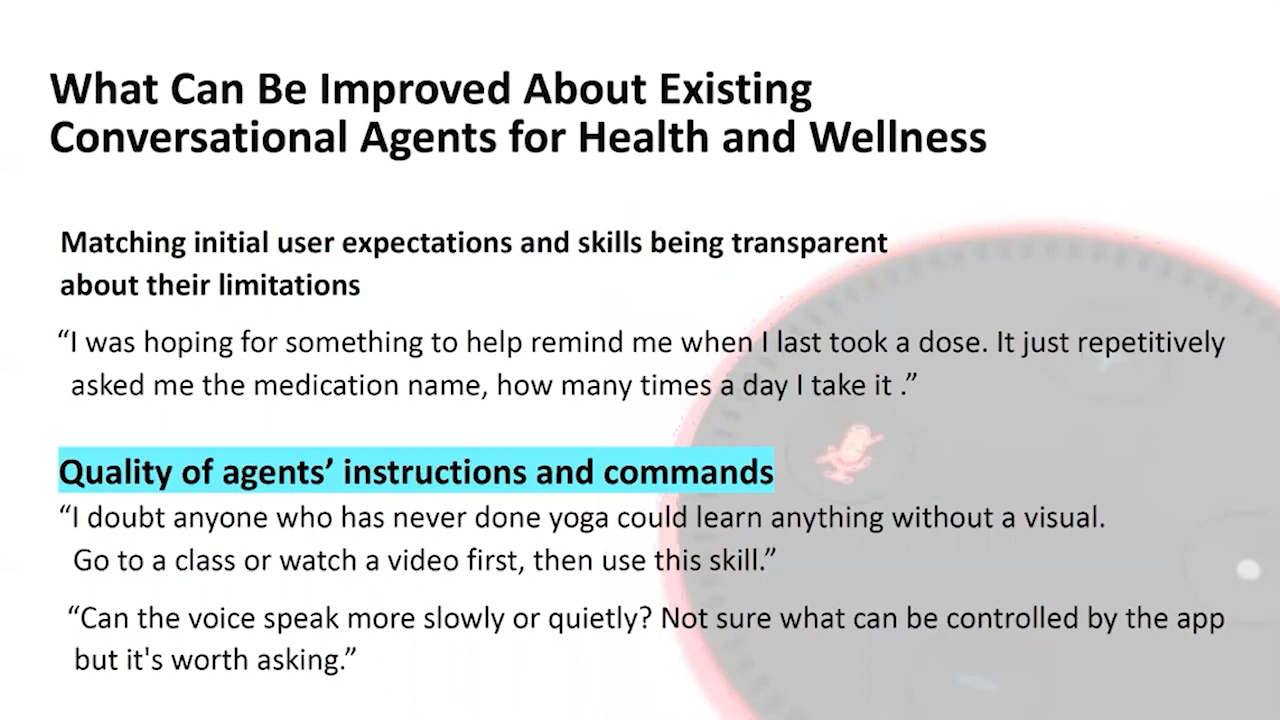 What Can Be Improved About Existing
Conversational Agents for Health and Wellness
Matching initial user expectations and skills being transparent
about their limitations
“I was hoping for something to help remind me when I last took a dose. It just repetitively
asked me the medication name, how many times a day I take it .”
Quality of agents’ instructions and commands
“I doubt anyone who has never done yoga could learn anything without a visual.
Go to a class or watch a video first, then use this skill.”
“Can the voice speak more slowly or quietly? Not sure what can be controlled by the app
but it's worth asking.”